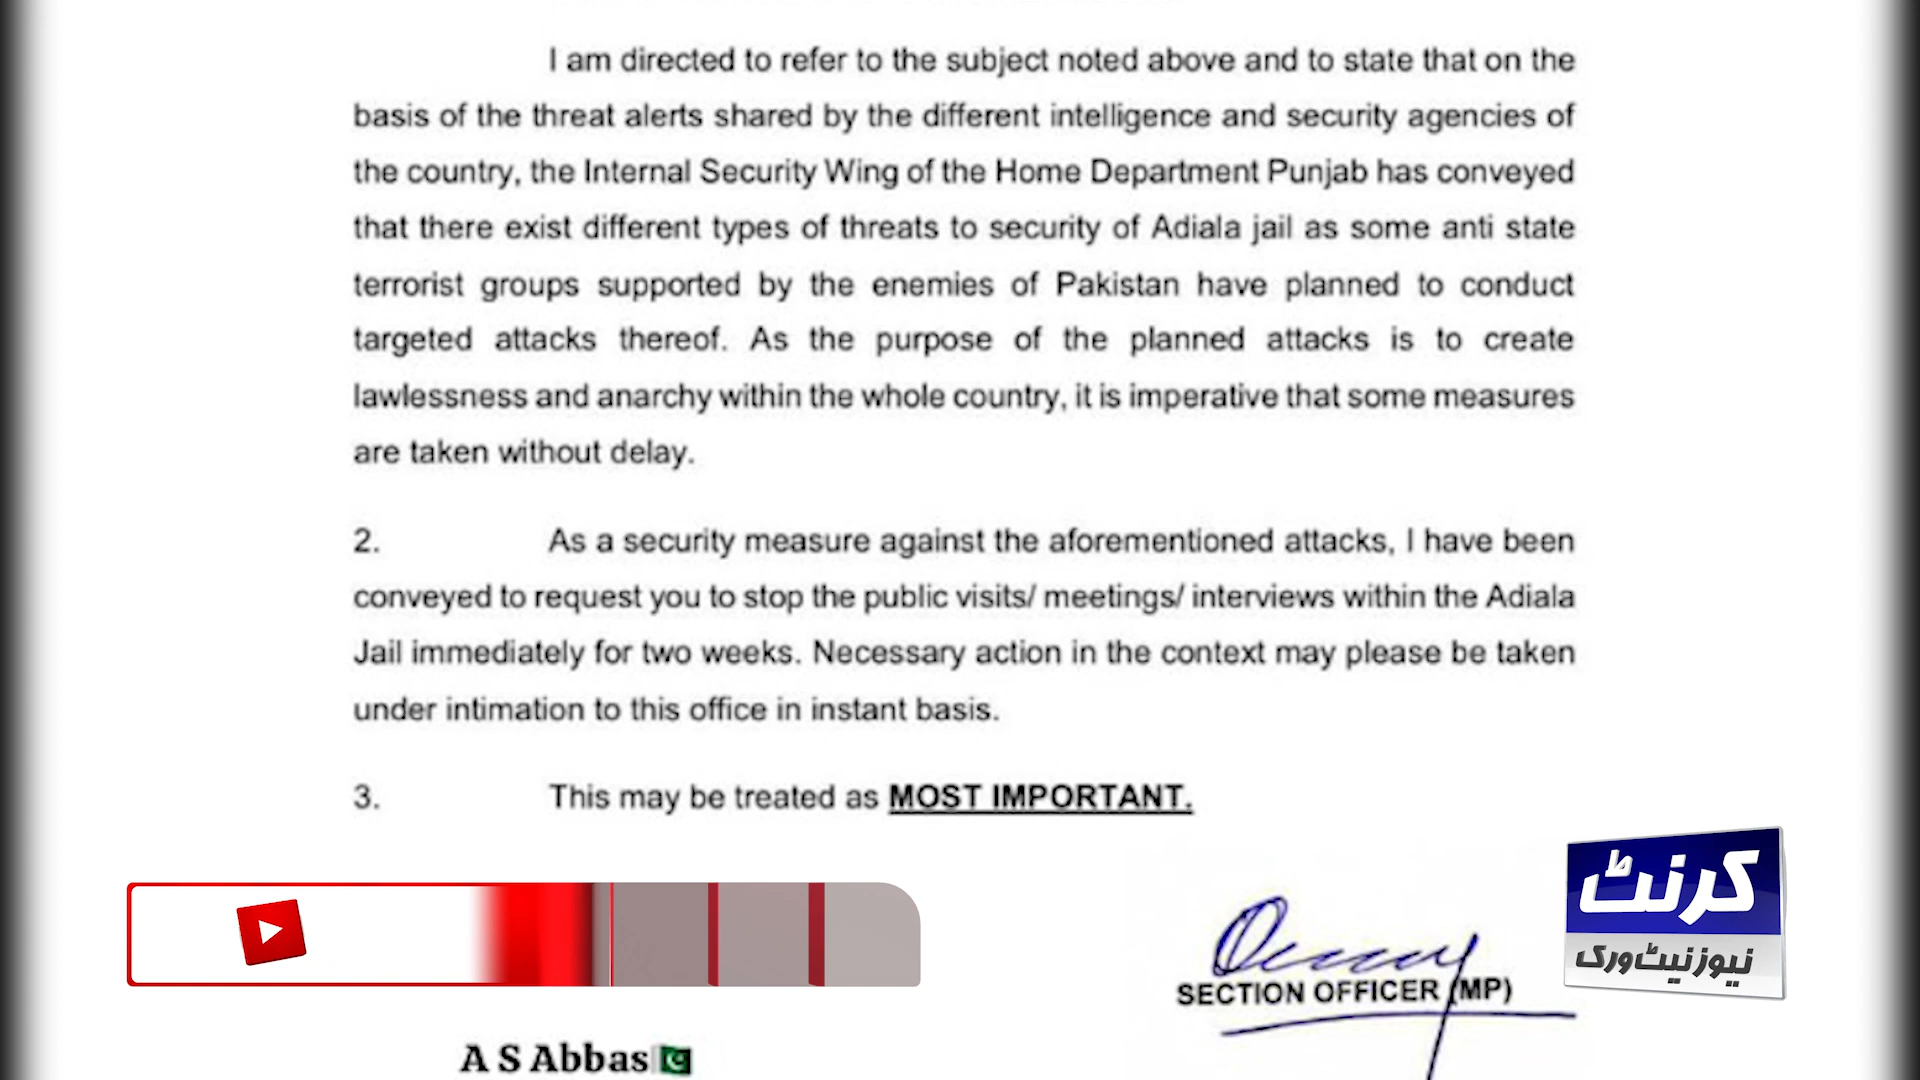 I am directed to refer to the subject noted above and to state that on the
basis of the threat alerts shared by the different intelligence and security agencies of
the country, the Internal Security Wing of the Home Department Punjab has conveyed
that there exist different types of threats to security of Adiala jail as some anti state
terrorist groups supported by the enemies of Pakistan have planned to conduct
targeted attacks thereof. As the purpose of the planned attacks is to create
lawlessness and anarchy within the whole country, it is imperative that some measures
are taken without delay.
2. As a security measure against the aforementioned attacks, I have been
conveyed to request you to stop the public visits/ meetings/ interviews within the Adiala
Jail immediately for two weeks. Necessary action in the context may please be taken
under intimation to this office in instant basis.
3. This may be treated as MOST IMPORTANT.
SECTION OFFICER (MP)
کرنٹ
نیوز نیٹ ورک
A S Abbas